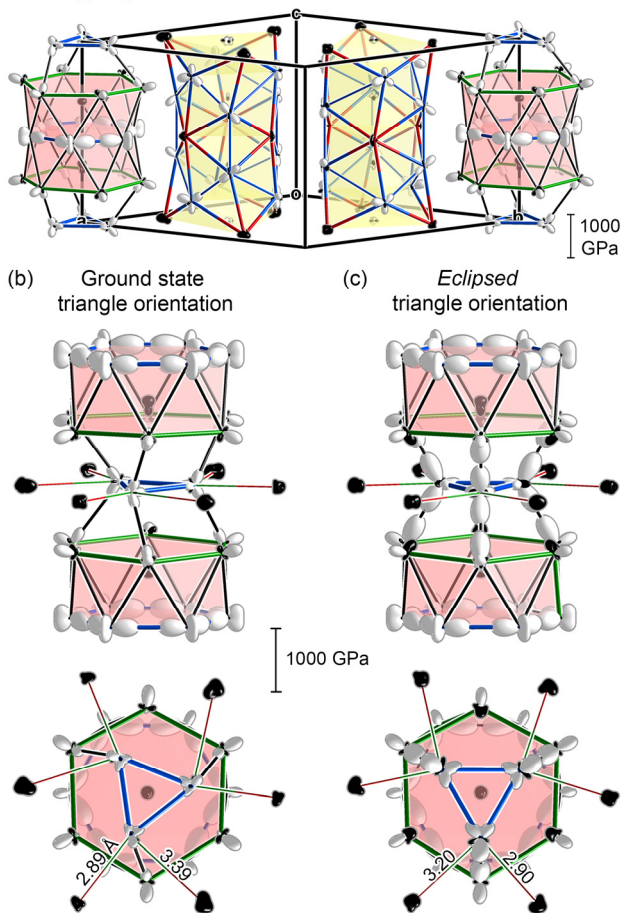 c
o
a
b
1000
GPa
(b) Ground state
triangle orientation
(c) Eclipsed
triangle orientation
1000 GPa
2.89 Å
3.39
3.20
2.90